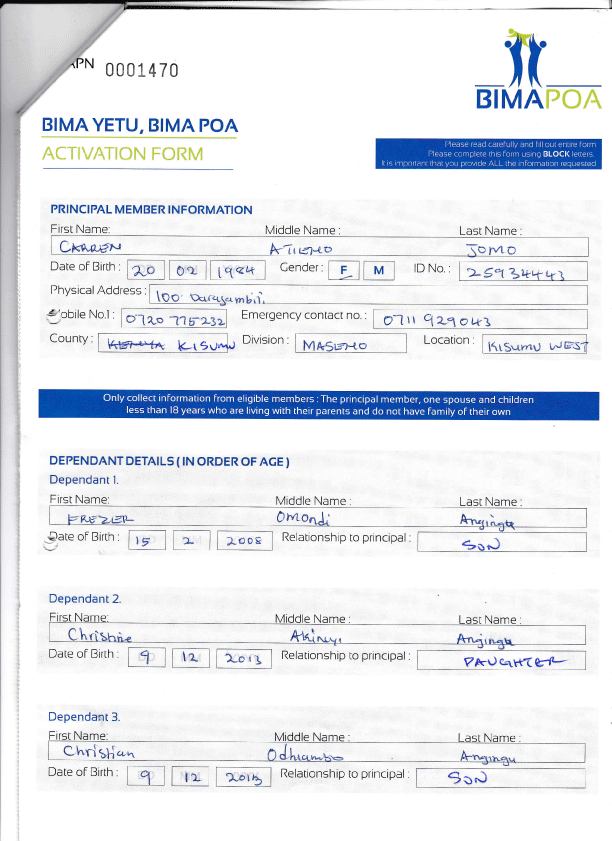 APN 0001470
BIMAPOA
BIMA YETU, BIMA POA
ACTIVATION FORM
Please read carefully and fill out entire form
Please complete this form using BLOCK letters.
It is important that you provide ALL the information requested
PRINCIPAL MEMBER INFORMATION
First Name: Middle Name : Last Name :
CARREN ATIENO JOMO
Date of Birth : 20 02 1984 Gender : F M ID No. : 25934443
Physical Address : 100 Darajambili
Mobile No.1 : 0720 775232 Emergency contact no. : 0711 929043
County : KENYA KISUMU Division : MASENO Location : KISUMU WEST
Only collect information from eligible members : The principal member, one spouse and children
less than 18 years who are living with their parents and do not have family of their own
DEPENDANT DETAILS ( IN ORDER OF AGE )
Dependant 1.
First Name: Middle Name : Last Name :
FREZIER Omondi Angingu
Date of Birth : 15 2 2008 Relationship to principal : SON
Dependant 2.
First Name: Middle Name : Last Name :
Christine Akinyi Angingu
Date of Birth : 9 12 2013 Relationship to principal : DAUGHTER
Dependant 3.
First Name: Middle Name : Last Name :
Christian Odhiambo Angingu
Date of Birth : 9 12 2013 Relationship to principal : SON